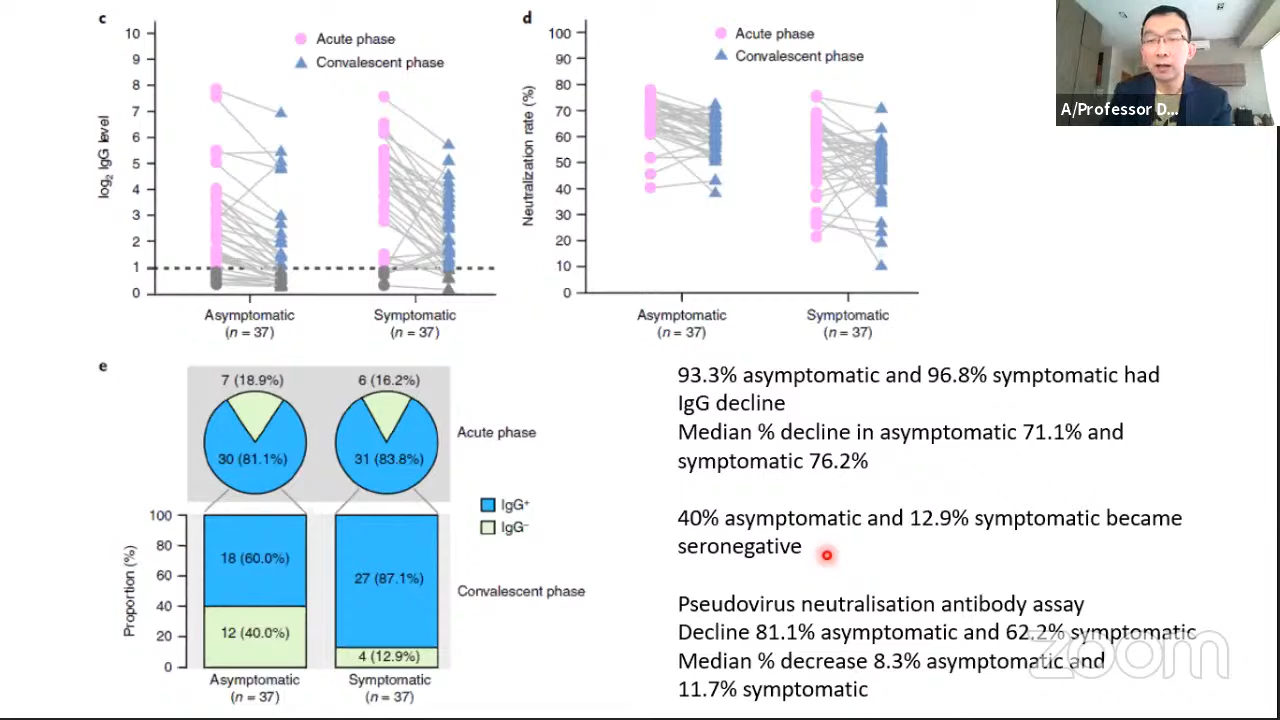 c
10
9
8
7
6
5
4
3
2
1
0
log2 IgG level
Acute phase
Convalescent phase
Asymptomatic
(n = 37)
Symptomatic
(n = 37)
d
100
90
80
70
60
50
40
30
20
10
0
Neutralization rate (%)
Acute phase
Convalescent phase
Asymptomatic
(n = 37)
Symptomatic
(n = 37)
A/Professor D...
e
7 (18.9%)
6 (16.2%)
30 (81.1%)
31 (83.8%)
Acute phase
IgG+
IgG−
100
80
60
40
20
0
Proportion (%)
18 (60.0%)
27 (87.1%)
12 (40.0%)
4 (12.9%)
Convalescent phase
Asymptomatic
(n = 37)
Symptomatic
(n = 37)
93.3% asymptomatic and 96.8% symptomatic had
IgG decline
Median % decline in asymptomatic 71.1% and
symptomatic 76.2%
40% asymptomatic and 12.9% symptomatic became
seronegative
Pseudovirus neutralisation antibody assay
Decline 81.1% asymptomatic and 62.2% symptomatic
Median % decrease 8.3% asymptomatic and
11.7% symptomatic
zoom